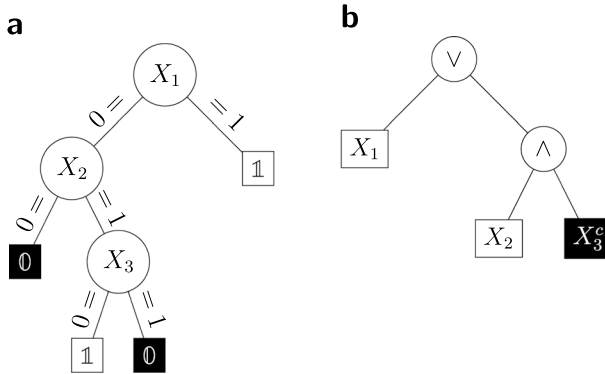 a
X₁
0 =
= 1
X₂
𝟙
0 =
= 1
𝟘
X₃
0 =
= 1
𝟙
𝟘
b
∨
X₁
∧
X₂
X₃ᶜ